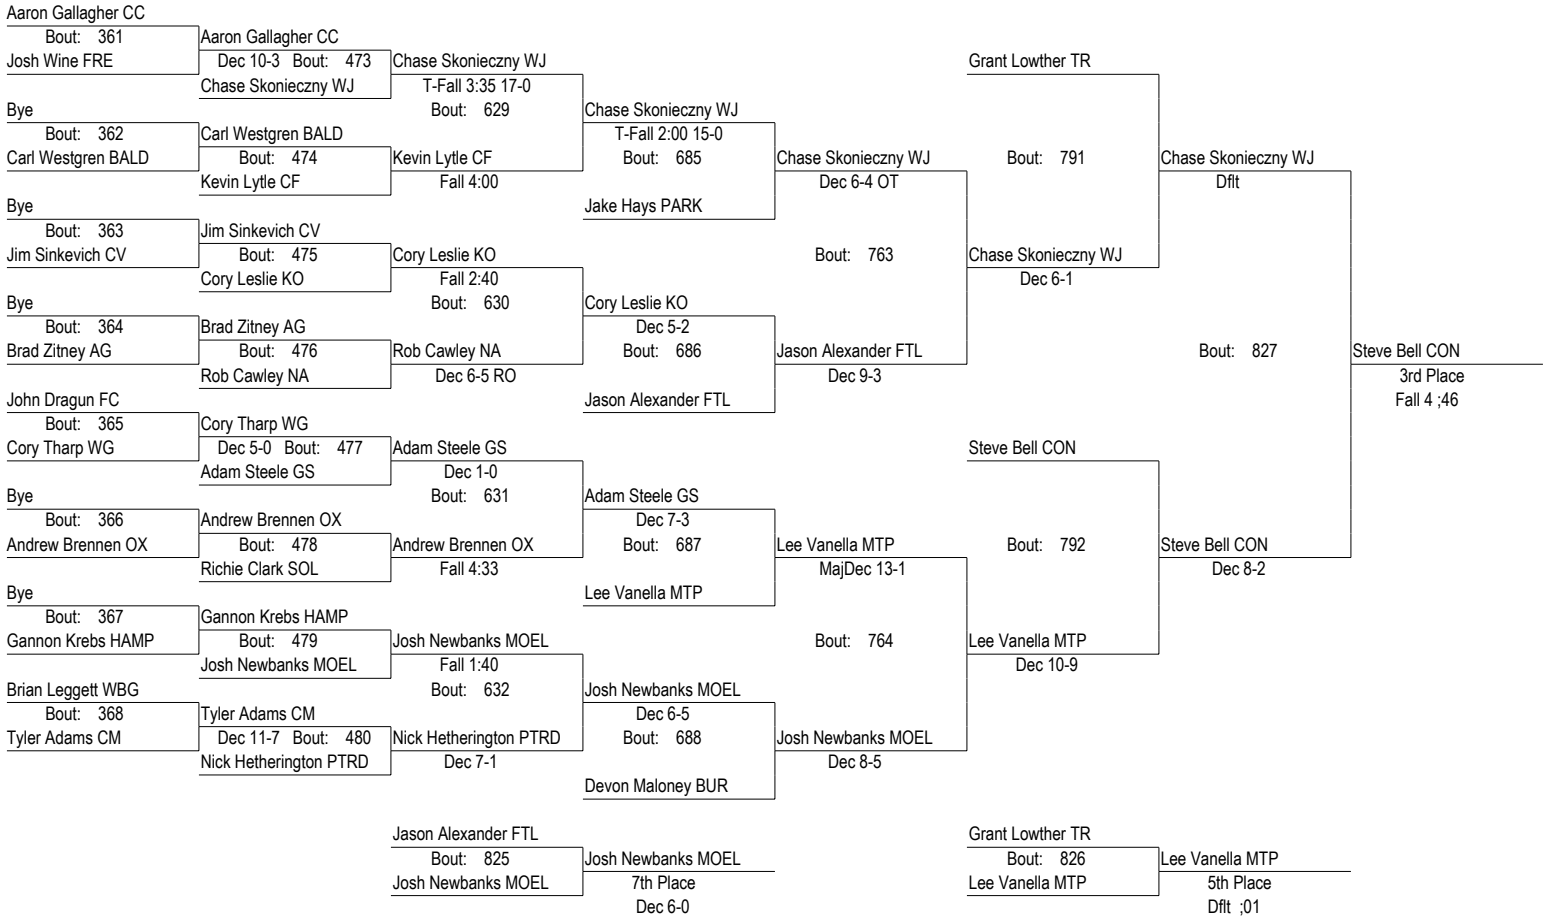 Aaron Gallagher CC
Bout: 361
Josh Wine FRE
Bye
Bout: 362
Carl Westgren BALD
Bye
Bout: 363
Jim Sinkevich CV
Bye
Bout: 364
Brad Zitney AG
John Dragun FC
Bout: 365
Cory Tharp WG
Bye
Bout: 366
Andrew Brennen OX
Bye
Bout: 367
Gannon Krebs HAMP
Brian Leggett WBG
Bout: 368
Tyler Adams CM
Aaron Gallagher CC
Dec 10-3 Bout: 473
Chase Skonieczny WJ
Carl Westgren BALD
Bout: 474
Kevin Lytle CF
Jim Sinkevich CV
Bout: 475
Cory Leslie KO
Brad Zitney AG
Bout: 476
Rob Cawley NA
Cory Tharp WG
Dec 5-0 Bout: 477
Adam Steele GS
Andrew Brennen OX
Bout: 478
Richie Clark SOL
Gannon Krebs HAMP
Bout: 479
Josh Newbanks MOEL
Tyler Adams CM
Dec 11-7 Bout: 480
Nick Hetherington PTRD
Chase Skonieczny WJ
T-Fall 3:35 17-0
Bout: 629
Kevin Lytle CF
Fall 4:00
Cory Leslie KO
Fall 2:40
Bout: 630
Rob Cawley NA
Dec 6-5 RO
Adam Steele GS
Dec 1-0
Bout: 631
Andrew Brennen OX
Fall 4:33
Josh Newbanks MOEL
Fall 1:40
Bout: 632
Nick Hetherington PTRD
Dec 7-1
Chase Skonieczny WJ
T-Fall 2:00 15-0
Bout: 685
Jake Hays PARK
Cory Leslie KO
Dec 5-2
Bout: 686
Jason Alexander FTL
Adam Steele GS
Dec 7-3
Bout: 687
Lee Vanella MTP
Josh Newbanks MOEL
Dec 6-5
Bout: 688
Devon Maloney BUR
Chase Skonieczny WJ
Dec 6-4 OT
Bout: 763
Jason Alexander FTL
Dec 9-3
Lee Vanella MTP
MajDec 13-1
Bout: 764
Josh Newbanks MOEL
Dec 8-5
Grant Lowther TR
Bout: 791
Chase Skonieczny WJ
Dec 6-1
Steve Bell CON
Bout: 792
Lee Vanella MTP
Dec 10-9
Chase Skonieczny WJ
Dflt
Bout: 827
Steve Bell CON
Dec 8-2
Steve Bell CON
3rd Place
Fall 4 ;46
Jason Alexander FTL
Bout: 825
Josh Newbanks MOEL
Josh Newbanks MOEL
7th Place
Dec 6-0
Grant Lowther TR
Bout: 826
Lee Vanella MTP
Lee Vanella MTP
5th Place
Dflt ;01